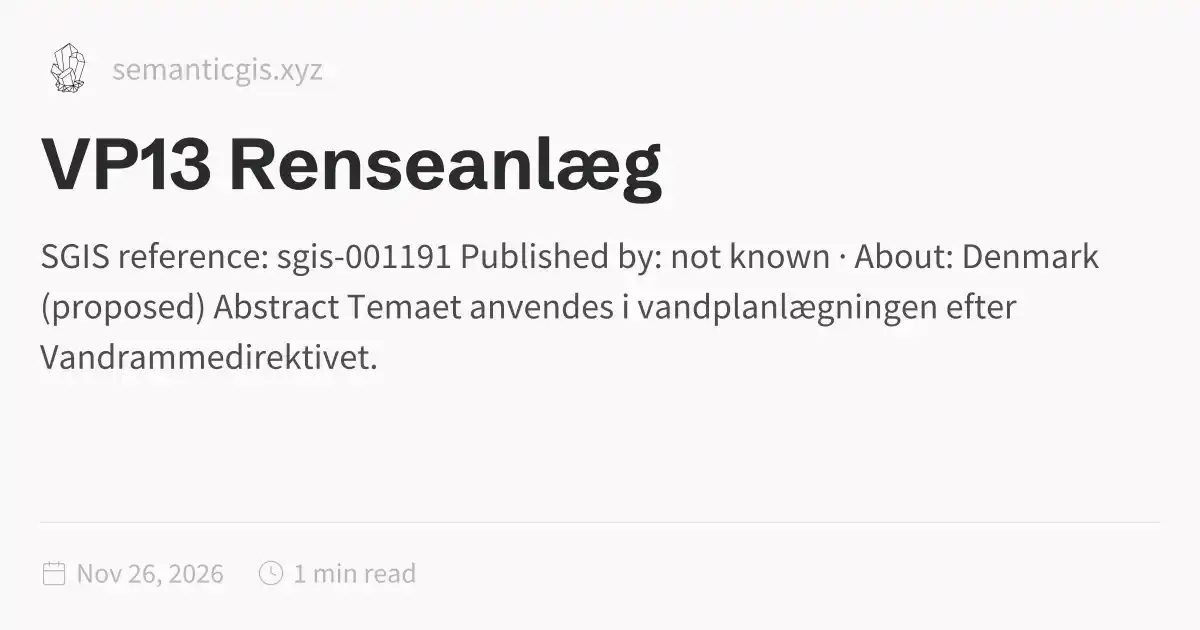 semanticgis.xyz
VP13 Renseanlæg
SGIS reference: sgis-001191 Published by: not known · About: Denmark
(proposed) Abstract Temaet anvendes i vandplanlægningen efter
Vandrammedirektivet.
Nov 26, 2026 1 min read